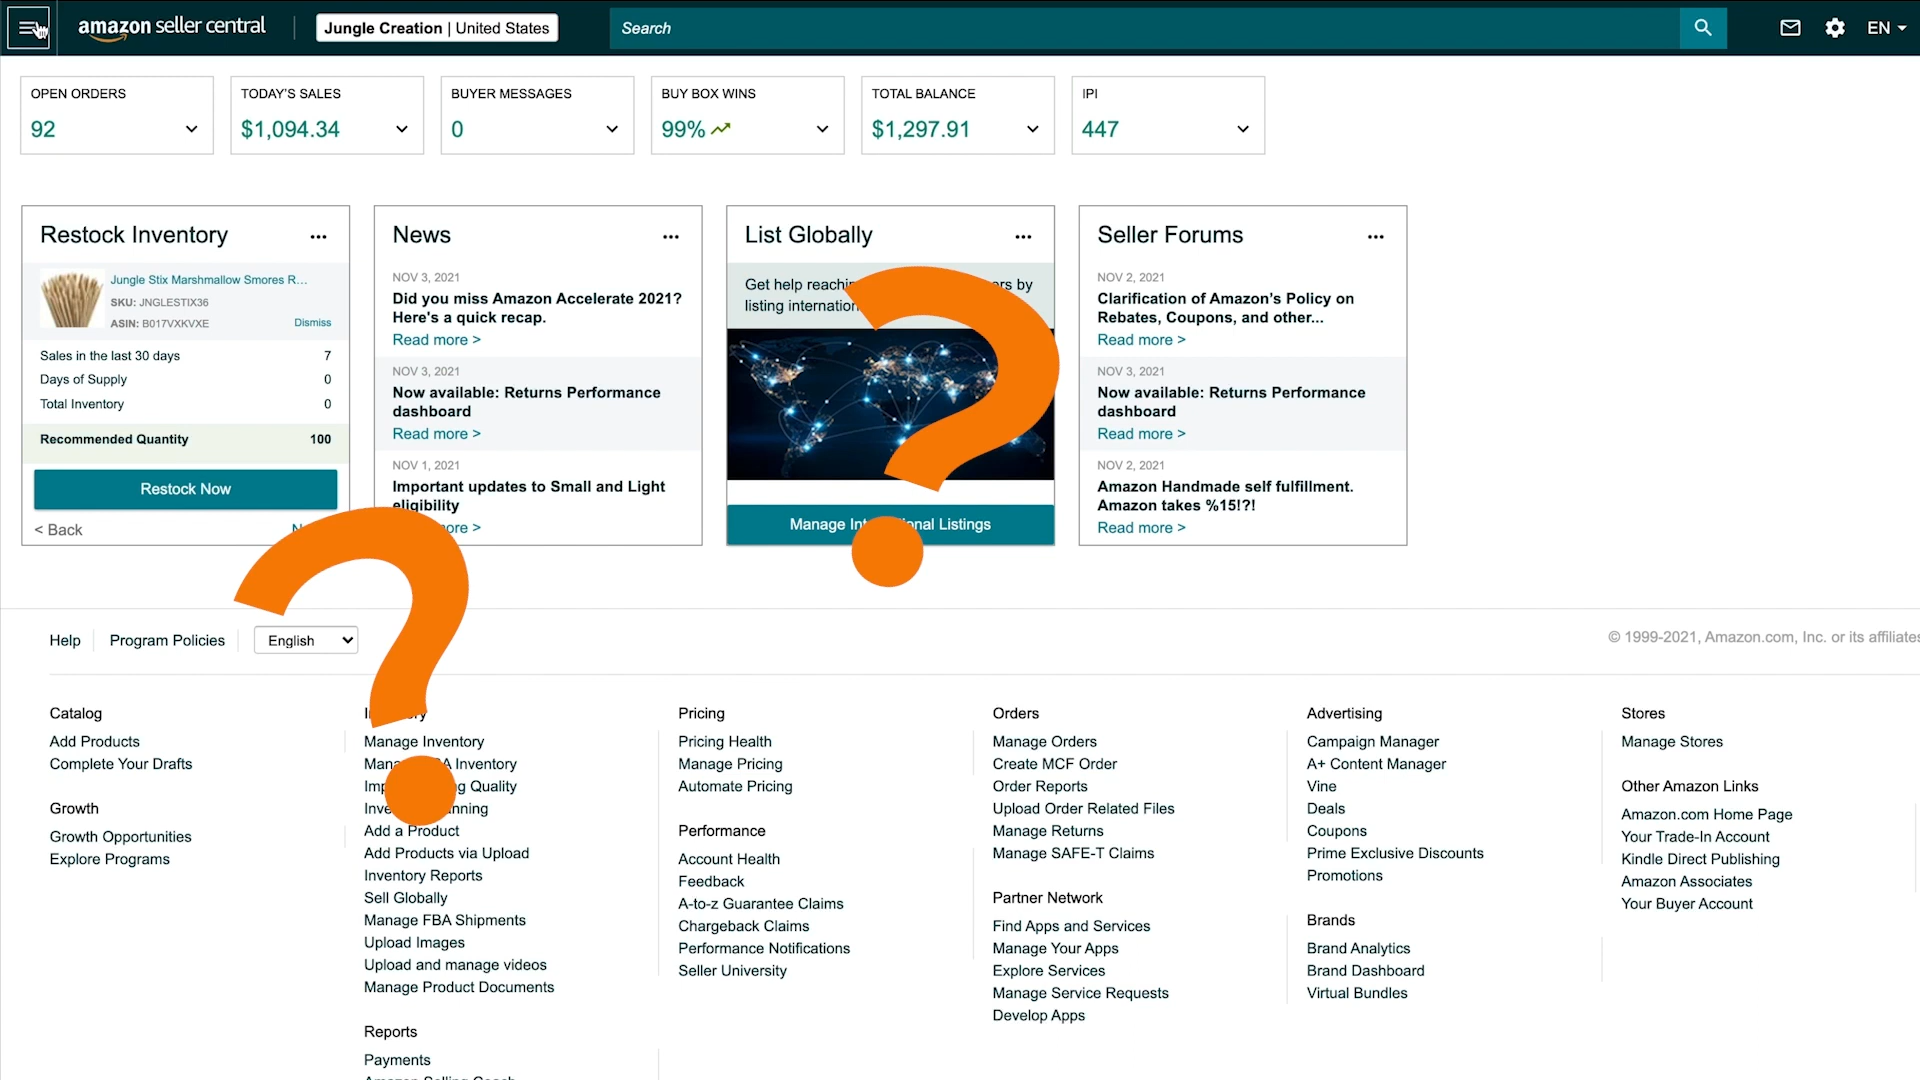 amazon seller central
Jungle Creation | United States
Search
EN
OPEN ORDERS
92
TODAY'S SALES
$1,094.34
BUYER MESSAGES
0
BUY BOX WINS
99%
TOTAL BALANCE
$1,297.91
IPI
447
Restock Inventory
Jungle Stix Marshmallow Smores R...
SKU: JNGLESTIX36
ASIN: B017VXKVXE
Dismiss
Sales in the last 30 days 7
Days of Supply 0
Total Inventory 0
Recommended Quantity 100
Restock Now
< Back
News
NOV 3, 2021
Did you miss Amazon Accelerate 2021?
Here's a quick recap.
Read more >
NOV 3, 2021
Now available: Returns Performance
dashboard
Read more >
NOV 1, 2021
Important updates to Small and Light
eligibility
List Globally
Get help by
listing
Manage Listings
Seller Forums
NOV 2, 2021
Clarification of Amazon's Policy on
Rebates, Coupons, and other...
Read more >
NOV 3, 2021
Now available: Returns Performance
dashboard
Read more >
NOV 2, 2021
Amazon Handmade self fulfillment.
Amazon takes %15!?!
Read more >
? ?
Help
Program Policies
English
© 1999-2021, Amazon.com, Inc. or its affiliates
Catalog
Add Products
Complete Your Drafts
Growth
Growth Opportunities
Explore Programs
Manage Inventory
Inventory
Quality
Add a Product
Add Products via Upload
Inventory Reports
Sell Globally
Manage FBA Shipments
Upload Images
Upload and manage videos
Manage Product Documents
Reports
Payments
Pricing
Pricing Health
Manage Pricing
Automate Pricing
Performance
Account Health
Feedback
A-to-z Guarantee Claims
Chargeback Claims
Performance Notifications
Seller University
Orders
Manage Orders
Create MCF Order
Order Reports
Upload Order Related Files
Manage Returns
Manage SAFE-T Claims
Partner Network
Find Apps and Services
Manage Your Apps
Explore Services
Manage Service Requests
Develop Apps
Advertising
Campaign Manager
A+ Content Manager
Vine
Deals
Coupons
Prime Exclusive Discounts
Promotions
Brands
Brand Analytics
Brand Dashboard
Virtual Bundles
Stores
Manage Stores
Other Amazon Links
Amazon.com Home Page
Your Trade-In Account
Kindle Direct Publishing
Amazon Associates
Your Buyer Account